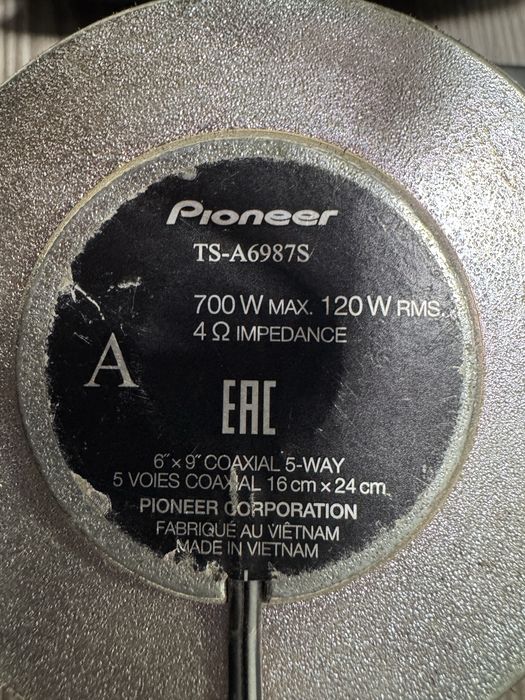 Pioneer
TS-A6987S
700 W MAX. 120 W RMS.
4 Ω IMPEDANCE
A
EAC
6″ × 9″ COAXIAL 5-WAY
5 VOIES COAXIAL 16 cm × 24 cm
PIONEER CORPORATION
FABRIQUÉ AU VIÊTNAM
MADE IN VIETNAM